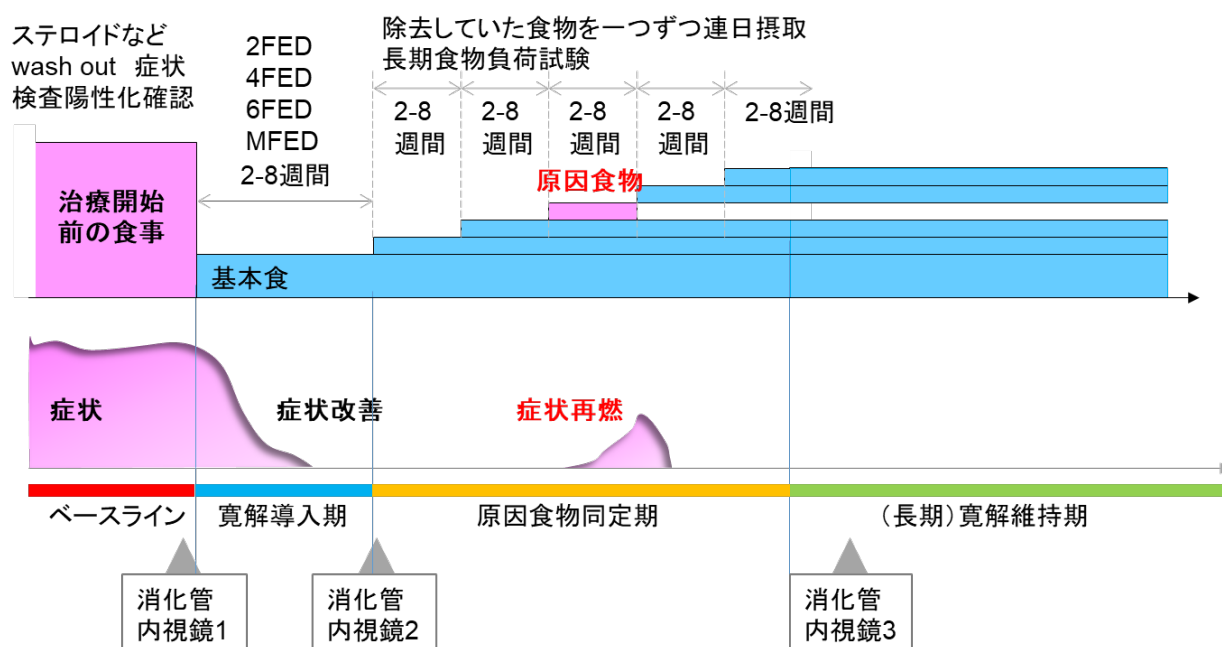 ステロイドなど
wash out 症状
検査陽性化確認
2FED
4FED
6FED
MFED
2-8週間
除去していた食物を一つずつ連日摂取
長期食物負荷試験
2-8
週間
2-8
週間
2-8
週間
2-8
週間
2-8週間
原因食物
治療開始
前の食事
基本食
症状
症状改善
症状再燃
ベースライン
寛解導入期
原因食物同定期
（長期）寛解維持期
消化管
内視鏡1
消化管
内視鏡2
消化管
内視鏡3